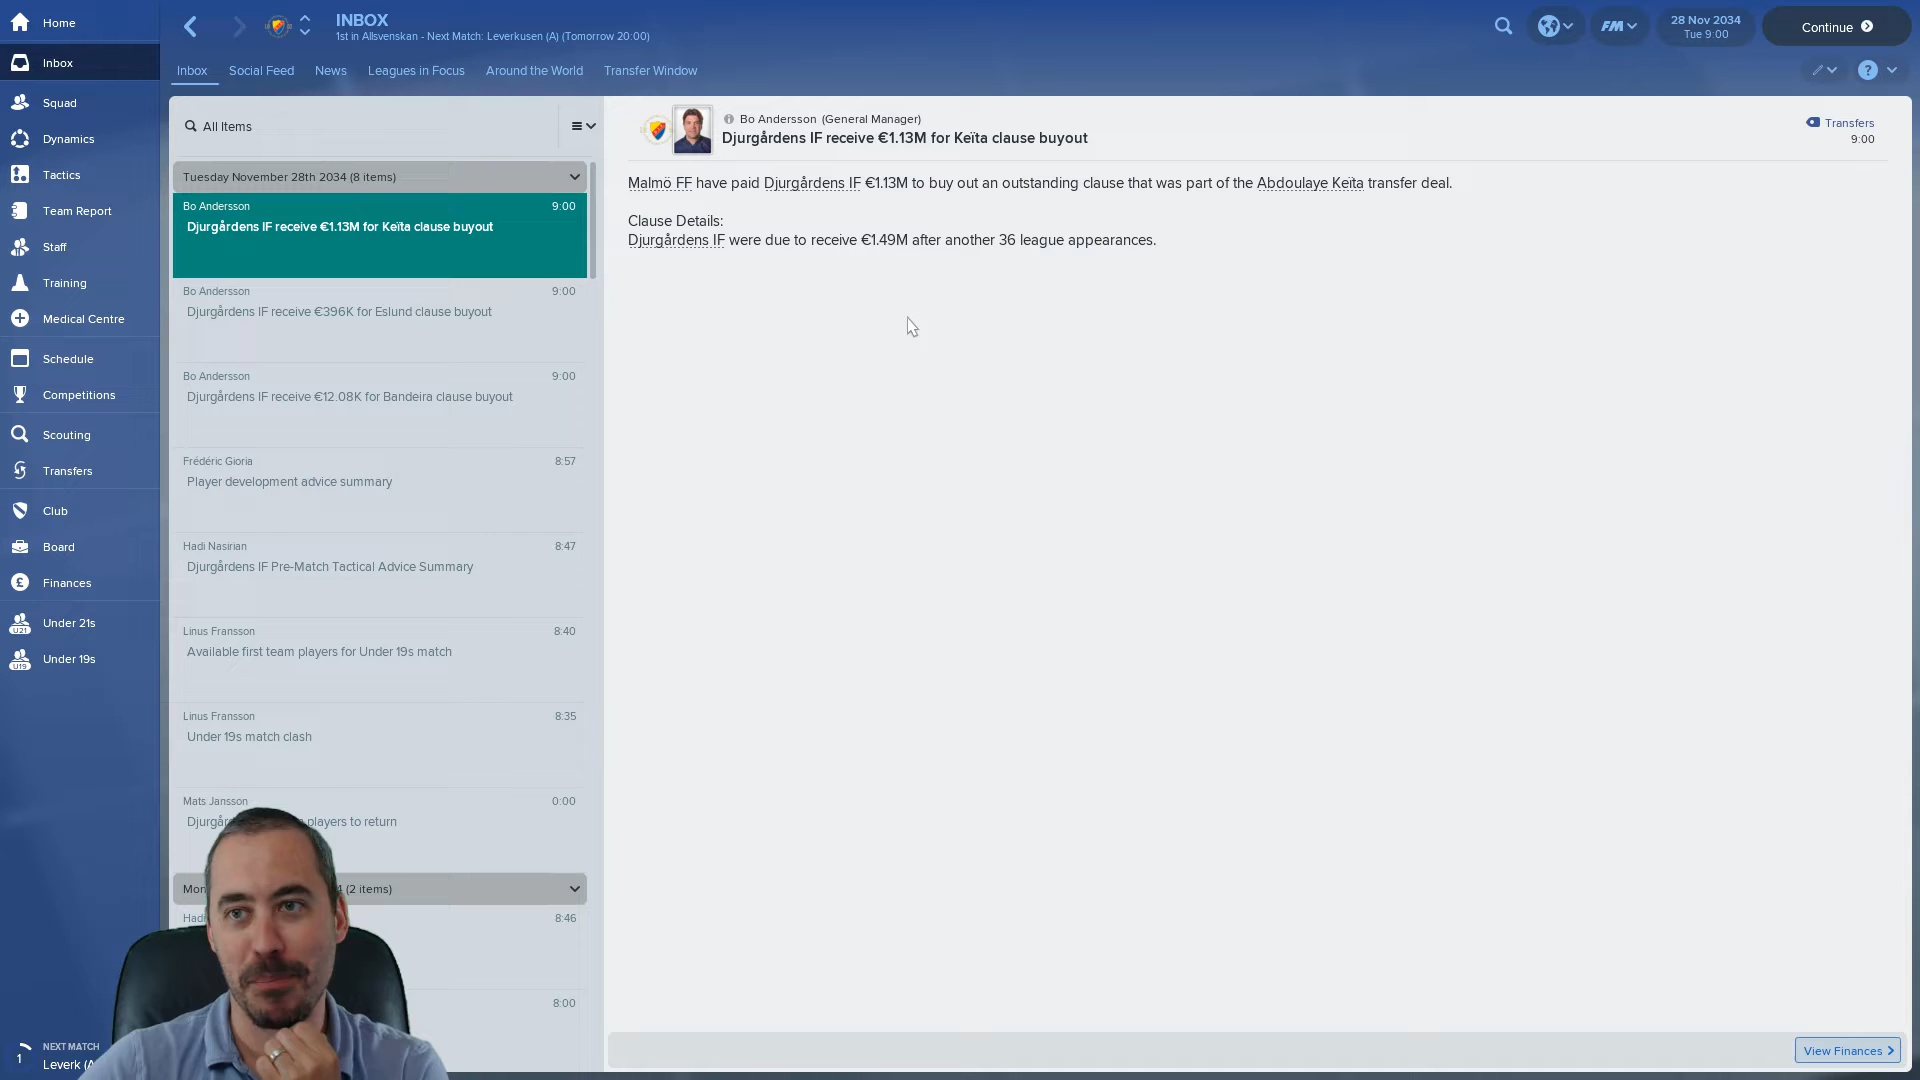 Home
Inbox
Squad
Dynamics
Tactics
Team Report
Staff
Training
Medical Centre
Schedule
Competitions
Scouting
Transfers
Club
Board
Finances
U21
Under 21s
U19
Under 19s
1
NEXT MATCH
Leverk (A
INBOX
1st in Allsvenskan - Next Match: Leverkusen (A) (Tomorrow 20:00)
FM
28 Nov 2034
Tue 9:00
Continue
Inbox
Social Feed
News
Leagues in Focus
Around the World
Transfer Window
?
All Items
Tuesday November 28th 2034 (8 items)
Bo Andersson 9:00
Djurgårdens IF receive €1.13M for Keïta clause buyout
Bo Andersson 9:00
Djurgårdens IF receive €396K for Eslund clause buyout
Bo Andersson 9:00
Djurgårdens IF receive €12.08K for Bandeira clause buyout
Frédéric Gioria 8:57
Player development advice summary
Hadi Nasirian 8:47
Djurgårdens IF Pre-Match Tactical Advice Summary
Linus Fransson 8:40
Available first team players for Under 19s match
Linus Fransson 8:35
Under 19s match clash
Mats Jansson 0:00
Djurgår players to return
Mon 4 (2 items)
Hadi 8:46
8:00
Bo Andersson (General Manager)
Djurgårdens IF receive €1.13M for Keïta clause buyout
Transfers
9:00
Malmö FF have paid Djurgårdens IF €1.13M to buy out an outstanding clause that was part of the Abdoulaye Keïta transfer deal.
Clause Details:
Djurgårdens IF were due to receive €1.49M after another 36 league appearances.
View Finances